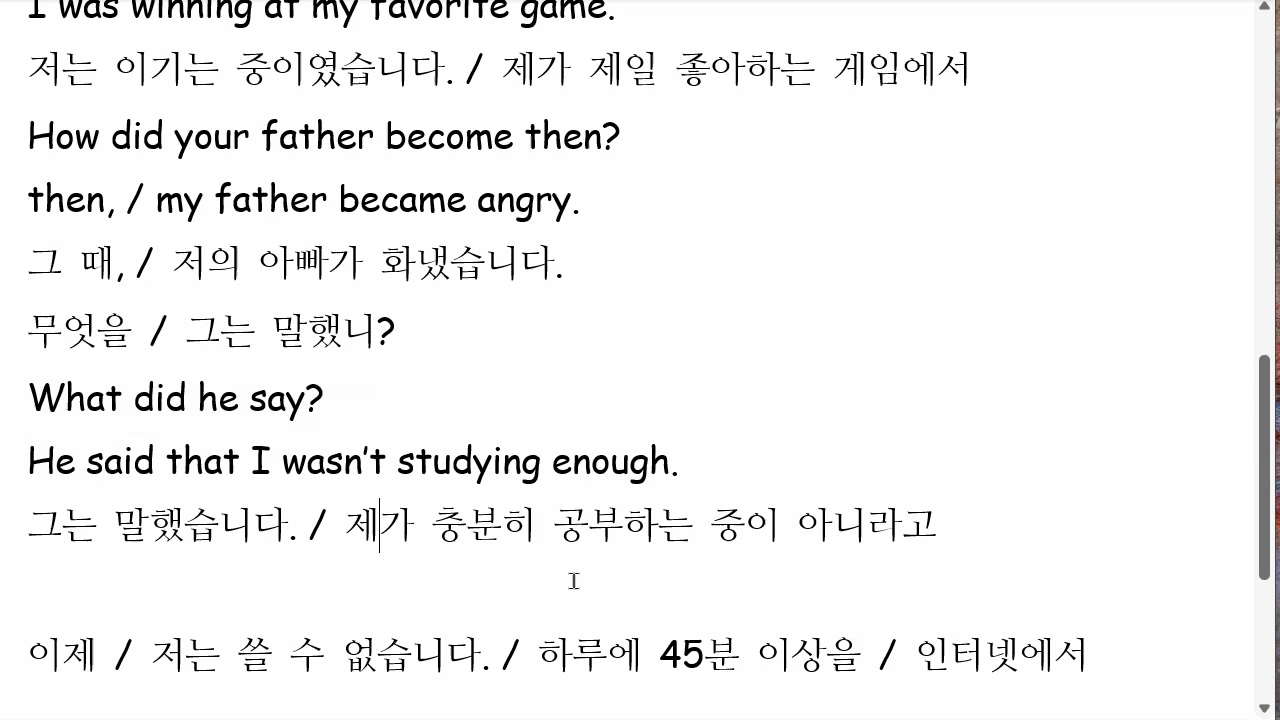 I was winning at my favorite game.
저는 이기는 중이였습니다. / 제가 제일 좋아하는 게임에서
How did your father become then?
then, / my father became angry.
그 때, / 저의 아빠가 화냈습니다.
무엇을 / 그는 말했니?
What did he say?
He said that I wasn't studying enough.
그는 말했습니다. / 제가 충분히 공부하는 중이 아니라고
이제 / 저는 쓸 수 없습니다. / 하루에 45분 이상을 / 인터넷에서